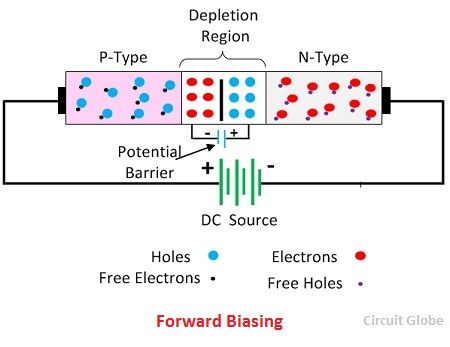 Depletion
Region
P-Type
N-Type
- +
Potential
Barrier
+ -
DC Source
Holes
Electrons
Free Electrons
Free Holes
Forward Biasing
Circuit Globe